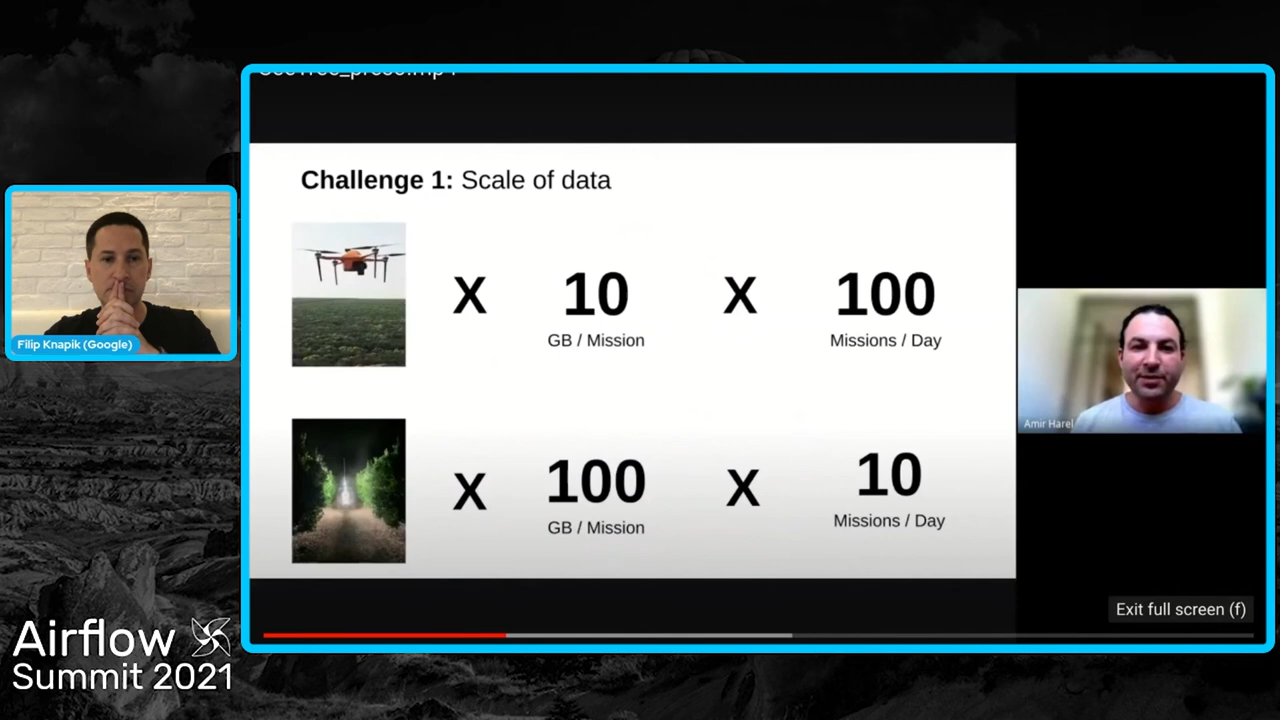 Challenge 1: Scale of data
X
10
GB / Mission
X
100
Missions / Day
X
100
GB / Mission
X
10
Missions / Day
Filip Knapik (Google)
Amir Harel
Exit full screen (f)
Airflow
Summit 2021